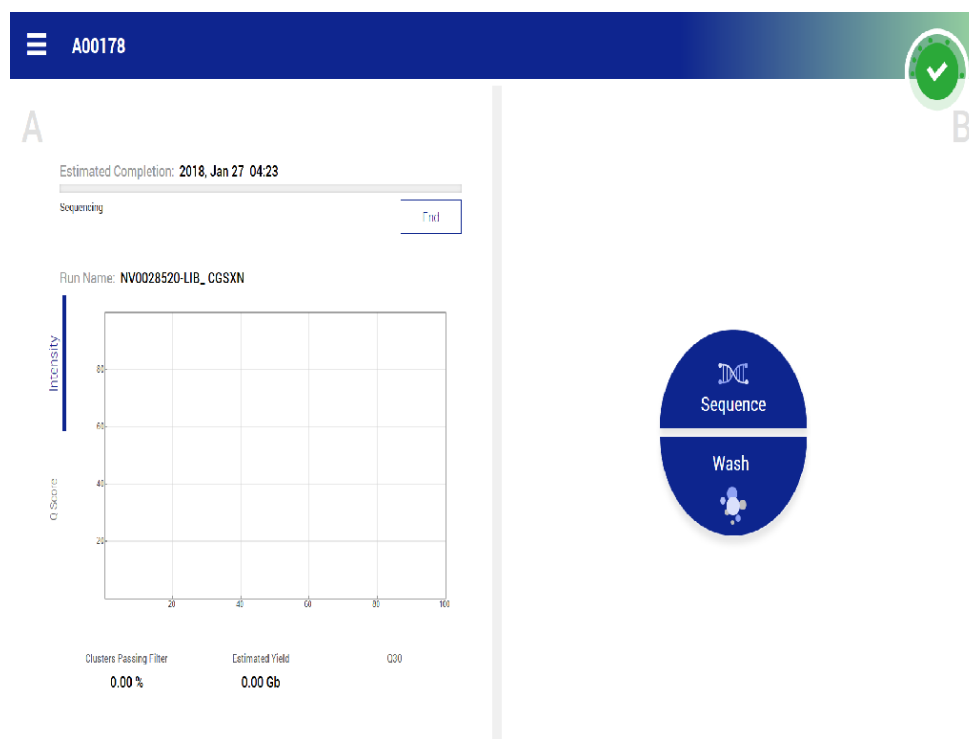 A00178
A
B
Estimated Completion: 2018, Jan 27 04:23
Sequencing
End
Run Name: NV0028520-LIB_ CGSXN
Intensity
Q Score
80
60
40
20
20
40
60
80
100
Clusters Passing Filter
Estimated Yield
Q30
0.00 %
0.00 Gb
Sequence
Wash